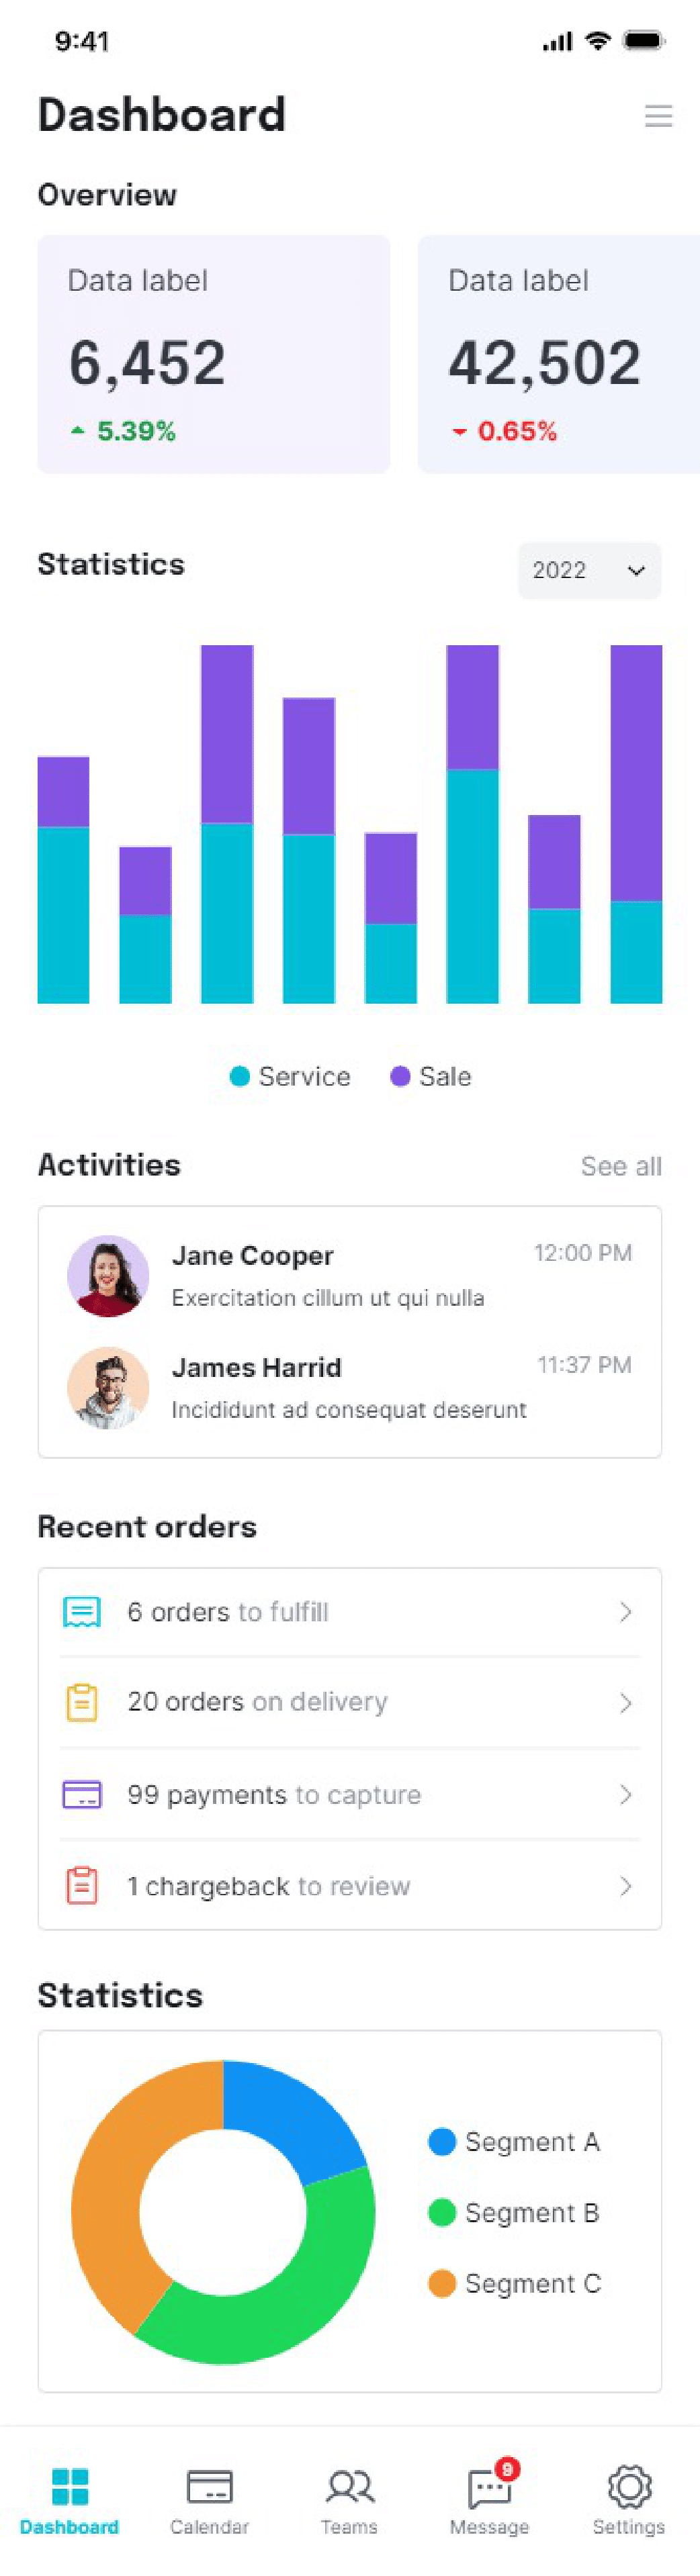 9:41
Dashboard
Overview
Data label
6,452
5.39%
Data label
42,502
0.65%
Statistics
2022
Service
Sale
Activities
See all
Jane Cooper
12:00 PM
Exercitation cillum ut qui nulla
James Harrid
11:37 PM
Incididunt ad consequat deserunt
Recent orders
6 orders to fulfill
20 orders on delivery
99 payments to capture
1 chargeback to review
Statistics
Segment A
Segment B
Segment C
9
Dashboard
Calendar
Teams
Message
Settings